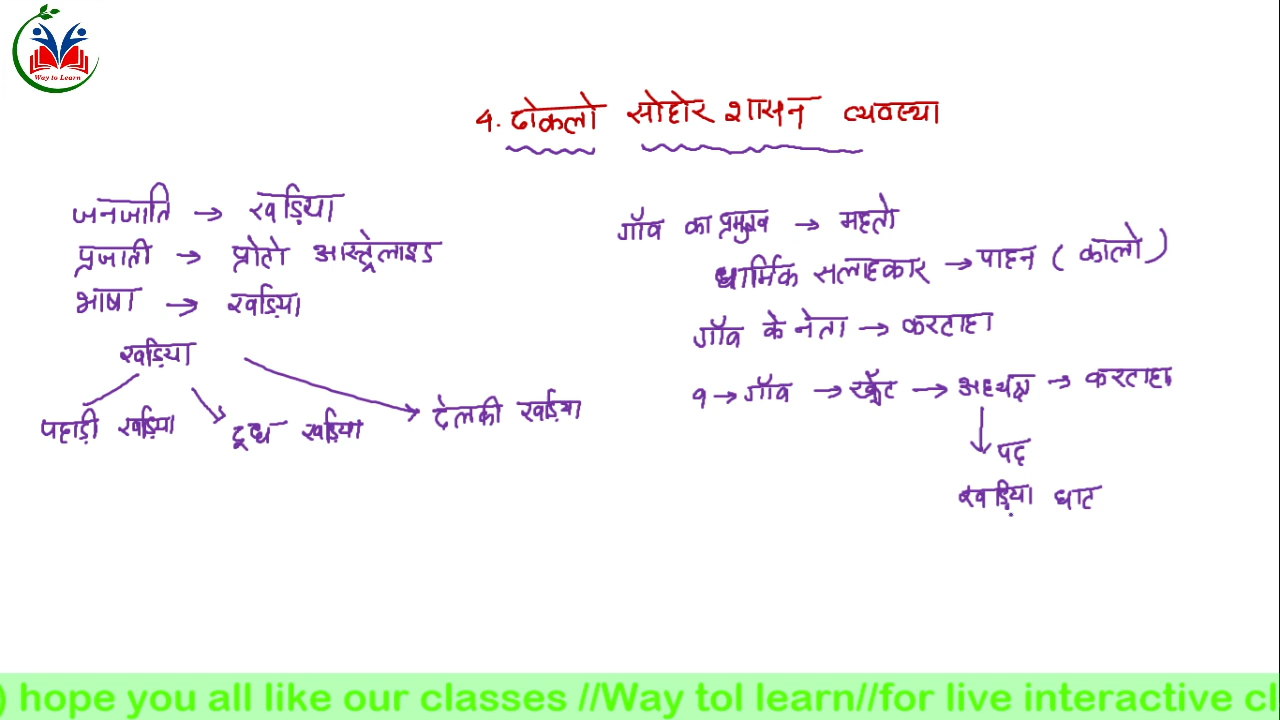 Way to Learn
4. ढोकलो सोहोर शासन व्यवस्था
जनजाति → खड़िया
प्रजाती → प्रोटो आस्ट्रेलाइड
भाषा → खड़िया
खड़िया
पहाड़ी खड़िया
दूध खड़िया
ढेलकी खड़िया
गाँव का प्रमुख → महतो
धार्मिक सलाहकार → पाहन ( कालो )
गाँव के नेता → करटाहा
9 → गाँव → खूँट → अध्यक्ष → करटाहा
पद
खड़िया घाट
) hope you all like our classes //Way tol learn//for live interactive cl